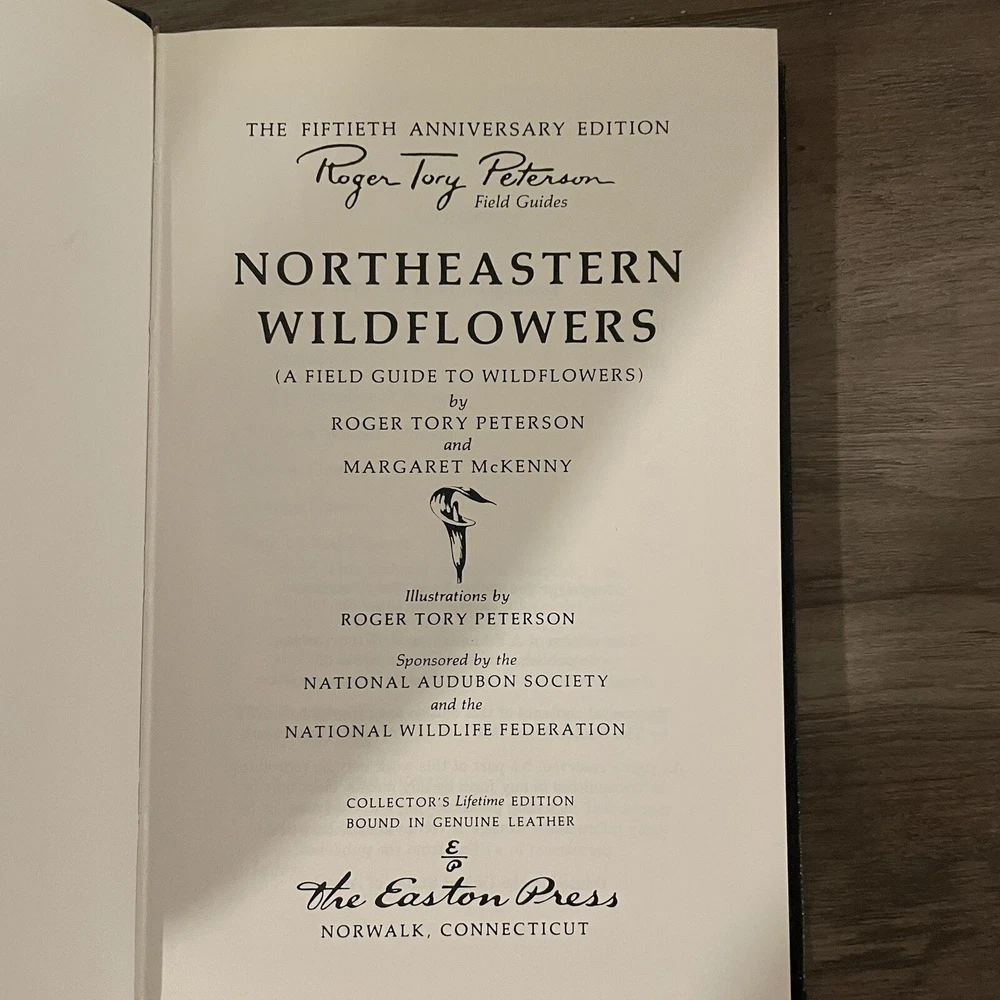 THE FIFTIETH ANNIVERSARY EDITION
Roger Tory Peterson
Field Guides
NORTHEASTERN
WILDFLOWERS
(A FIELD GUIDE TO WILDFLOWERS)
by
ROGER TORY PETERSON
and
MARGARET McKENNY
Illustrations by
ROGER TORY PETERSON
Sponsored by the
NATIONAL AUDUBON SOCIETY
and the
NATIONAL WILDLIFE FEDERATION
COLLECTOR'S Lifetime EDITION
BOUND IN GENUINE LEATHER
E
P
The Easton Press
NORWALK, CONNECTICUT